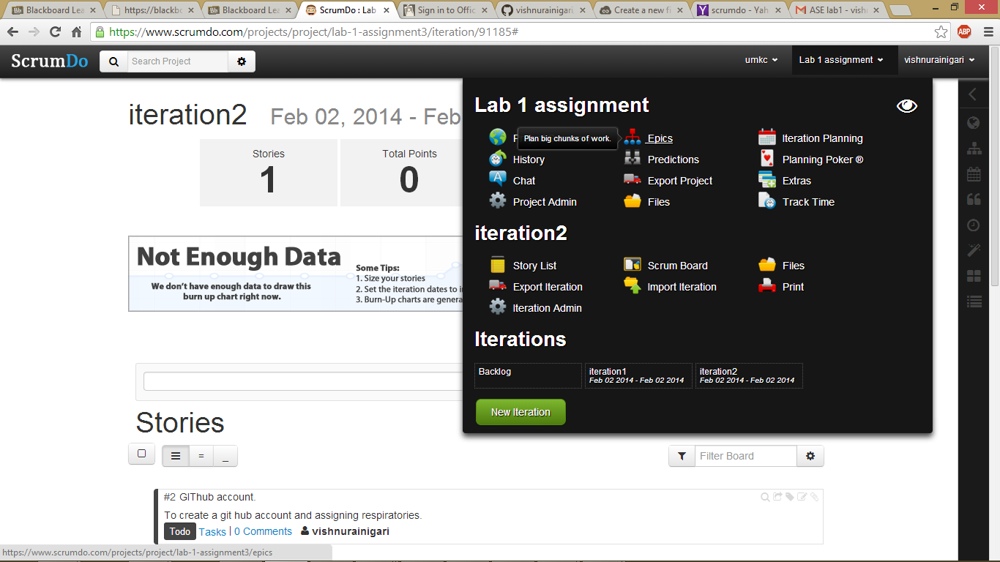 Blackboard Lea
https://blackbo
Blackboard Lea
ScrumDo : Lab
Sign in to Offic
vishnurainigari
Create a new fi
scrumdo - Yah
ASE lab1 - vish
https://www.scrumdo.com/projects/project/lab-1-assignment3/iteration/91185#
ABP
ScrumDo
Search Project
umkc
Lab 1 assignment
vishnurainigari
iteration2 Feb 02, 2014 - Feb
Stories
1
Total Points
0
Not Enough Data
We don't have enough data to draw this
burn up chart right now.
Some Tips:
1. Size your stories
2. Set the iteration dates to i
3. Burn-Up charts are genera
Lab 1 assignment
P
Plan big chunks of work.
Epics
Iteration Planning
History
Predictions
Planning Poker ®
Chat
Export Project
Extras
Project Admin
Files
Track Time
iteration2
Story List
Scrum Board
Files
Export Iteration
Import Iteration
Print
Iteration Admin
Iterations
Backlog
iteration1
Feb 02 2014 - Feb 02 2014
iteration2
Feb 02 2014 - Feb 02 2014
New Iteration
Stories
Filter Board
#2 GIThub account.
To create a git hub account and assigning respiratories.
Todo Tasks | 0 Comments vishnurainigari
https://www.scrumdo.com/projects/project/lab-1-assignment3/epics